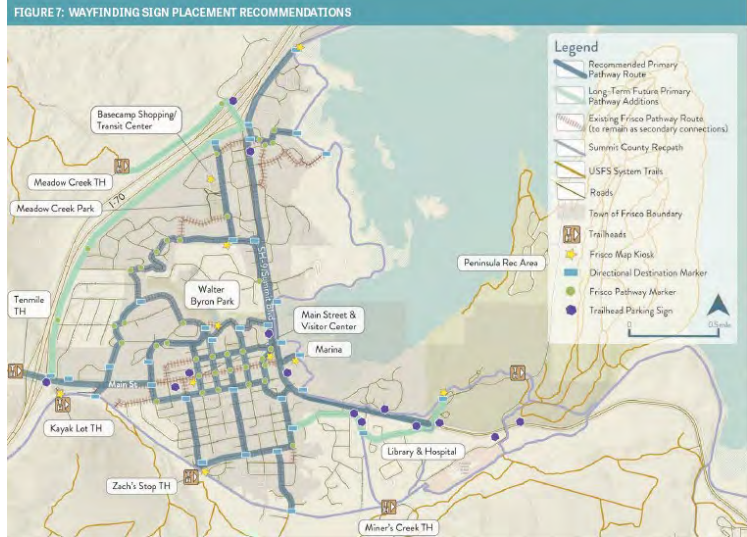 FIGURE 7: WAYFINDING SIGN PLACEMENT RECOMMENDATIONS
Legend
Recommended Primary
Pathway Route
Long-Term Future Primary
Pathway Additions
Existing Frisco Pathway Route
(to remain as secondary connections)
Summit County Recpath
USFS System Trails
Roads
Town of Frisco Boundary
Trailheads
Frisco Map Kiosk
Directional Destination Marker
Frisco Pathway Marker
Trailhead Parking Sign
0
0.5mile
Basecamp Shopping/
Transit Center
Meadow Creek TH
Meadow Creek Park
I-70
Peninsula Rec Area
Walter
Byron Park
Tenmile
TH
Main Street &
Visitor Center
Marina
Main St
Kayak Lot TH
Library & Hospital
Zach's Stop TH
Miner's Creek TH